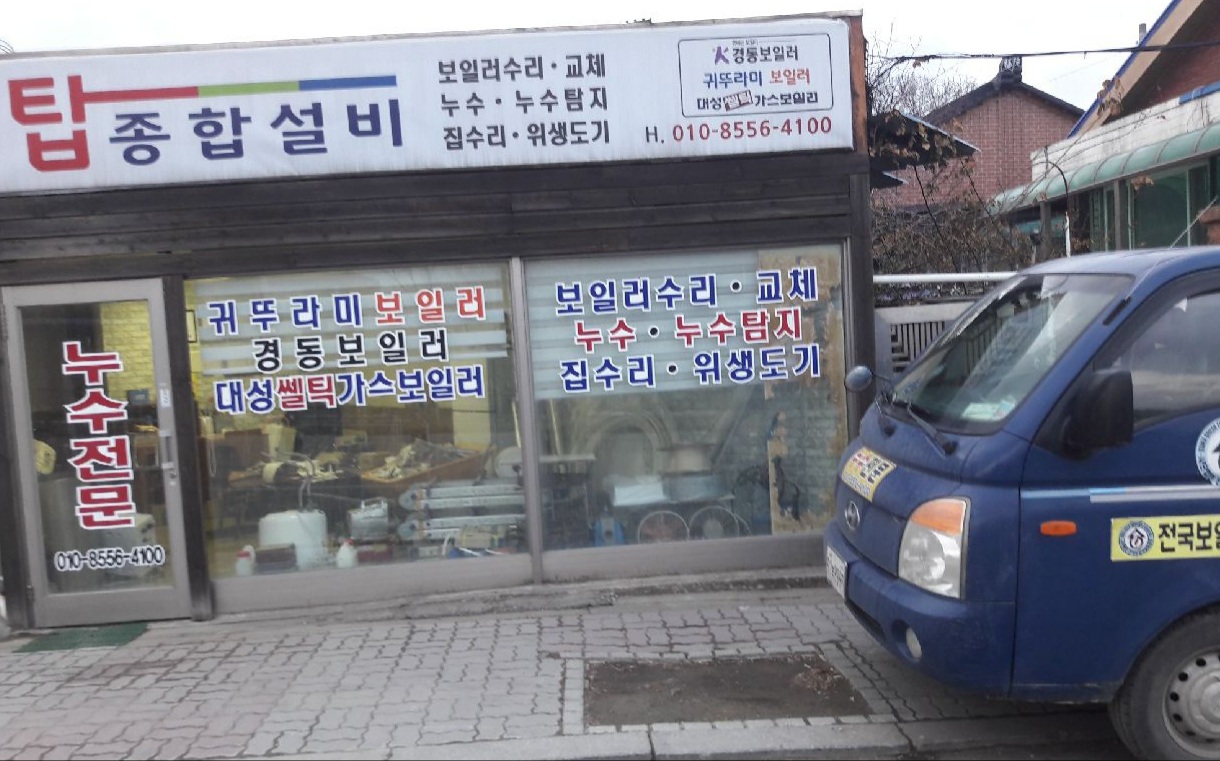 탑종합설비
보일러수리·교체
누수·누수탐지
집수리·위생도기
경동보일러
귀뚜라미 보일러
대성쎌틱가스보일러
H. 010-8556-4100
누수전문
010-8556-4100
귀뚜라미보일러
경동보일러
대성쎌틱가스보일러
보일러수리·교체
누수·누수탐지
집수리·위생도기
전국보일